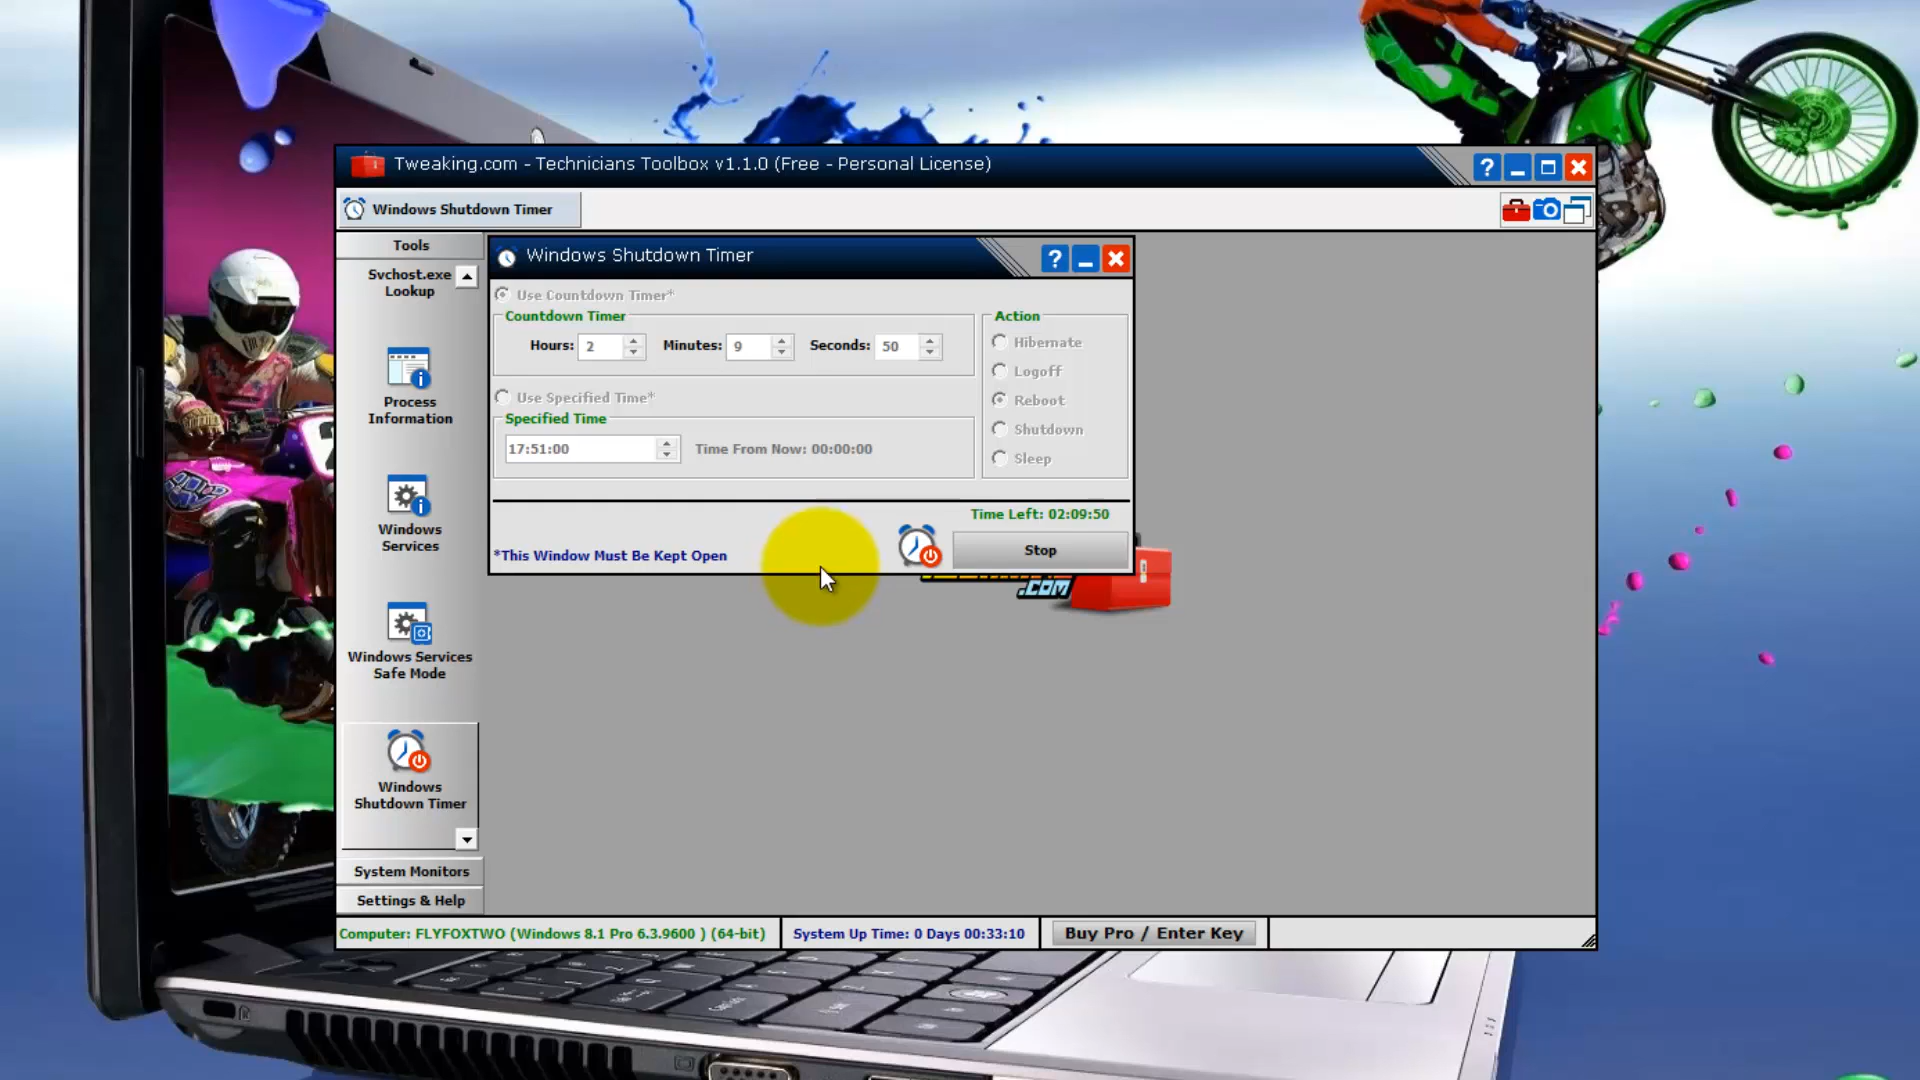 Tweaking.com - Technicians Toolbox v1.1.0 (Free - Personal License)
?
Windows Shutdown Timer
Tools
Svchost.exe
Lookup
Process
Information
Windows
Services
Windows Services
Safe Mode
Windows
Shutdown Timer
System Monitors
Settings & Help
Windows Shutdown Timer
?
Use Countdown Timer*
Countdown Timer
Hours: 2 Minutes: 9 Seconds: 50
Use Specified Time*
Specified Time
17:51:00 Time From Now: 00:00:00
Action
Hibernate
Logoff
Reboot
Shutdown
Sleep
Time Left: 02:09:50
*This Window Must Be Kept Open
Stop
.COM
Computer: FLYFOXTWO (Windows 8.1 Pro 6.3.9600 ) (64-bit)
System Up Time: 0 Days 00:33:10
Buy Pro / Enter Key